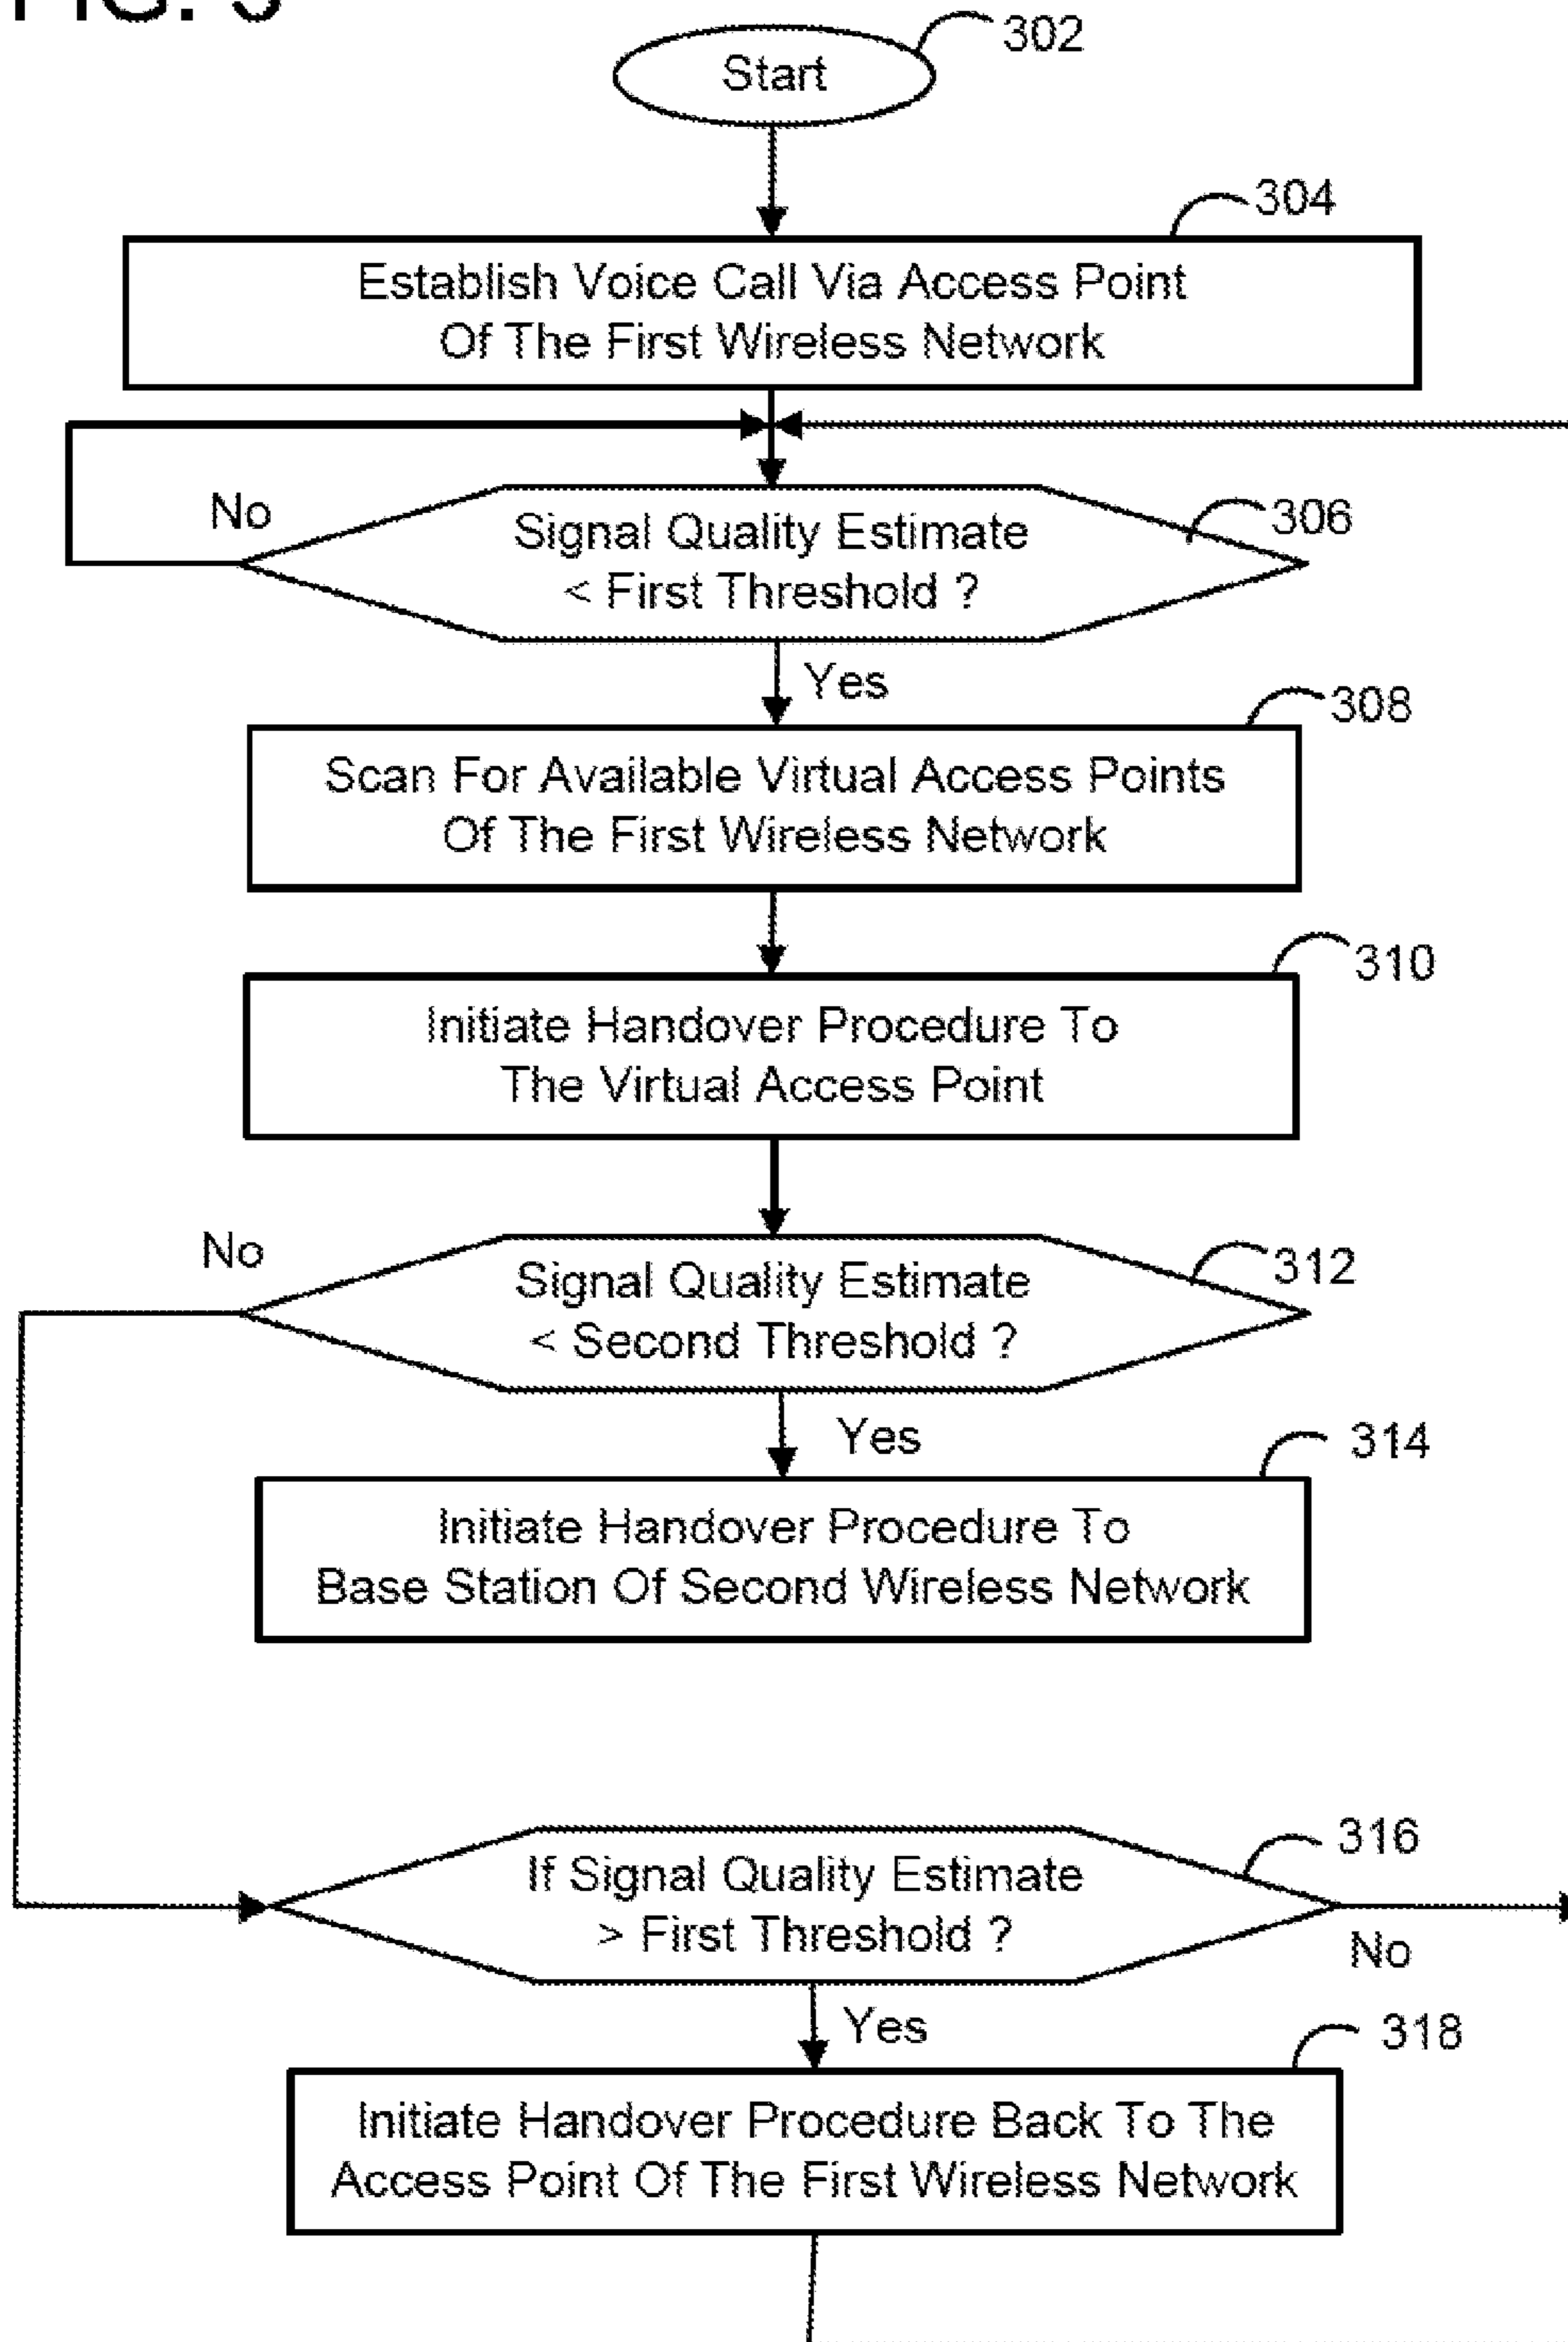 302
Start
304
Establish Voice Call Via Access Point
Of The First Wireless Network
No
Signal Quality Estimate
< First Threshold ?
306
Yes
308
Scan For Available Virtual Access Points
Of The First Wireless Network
310
Initiate Handover Procedure To
The Virtual Access Point
No
Signal Quality Estimate
< Second Threshold ?
312
Yes
314
Initiate Handover Procedure To
Base Station Of Second Wireless Network
316
If Signal Quality Estimate
> First Threshold ?
No
Yes
318
Initiate Handover Procedure Back To The
Access Point Of The First Wireless Network